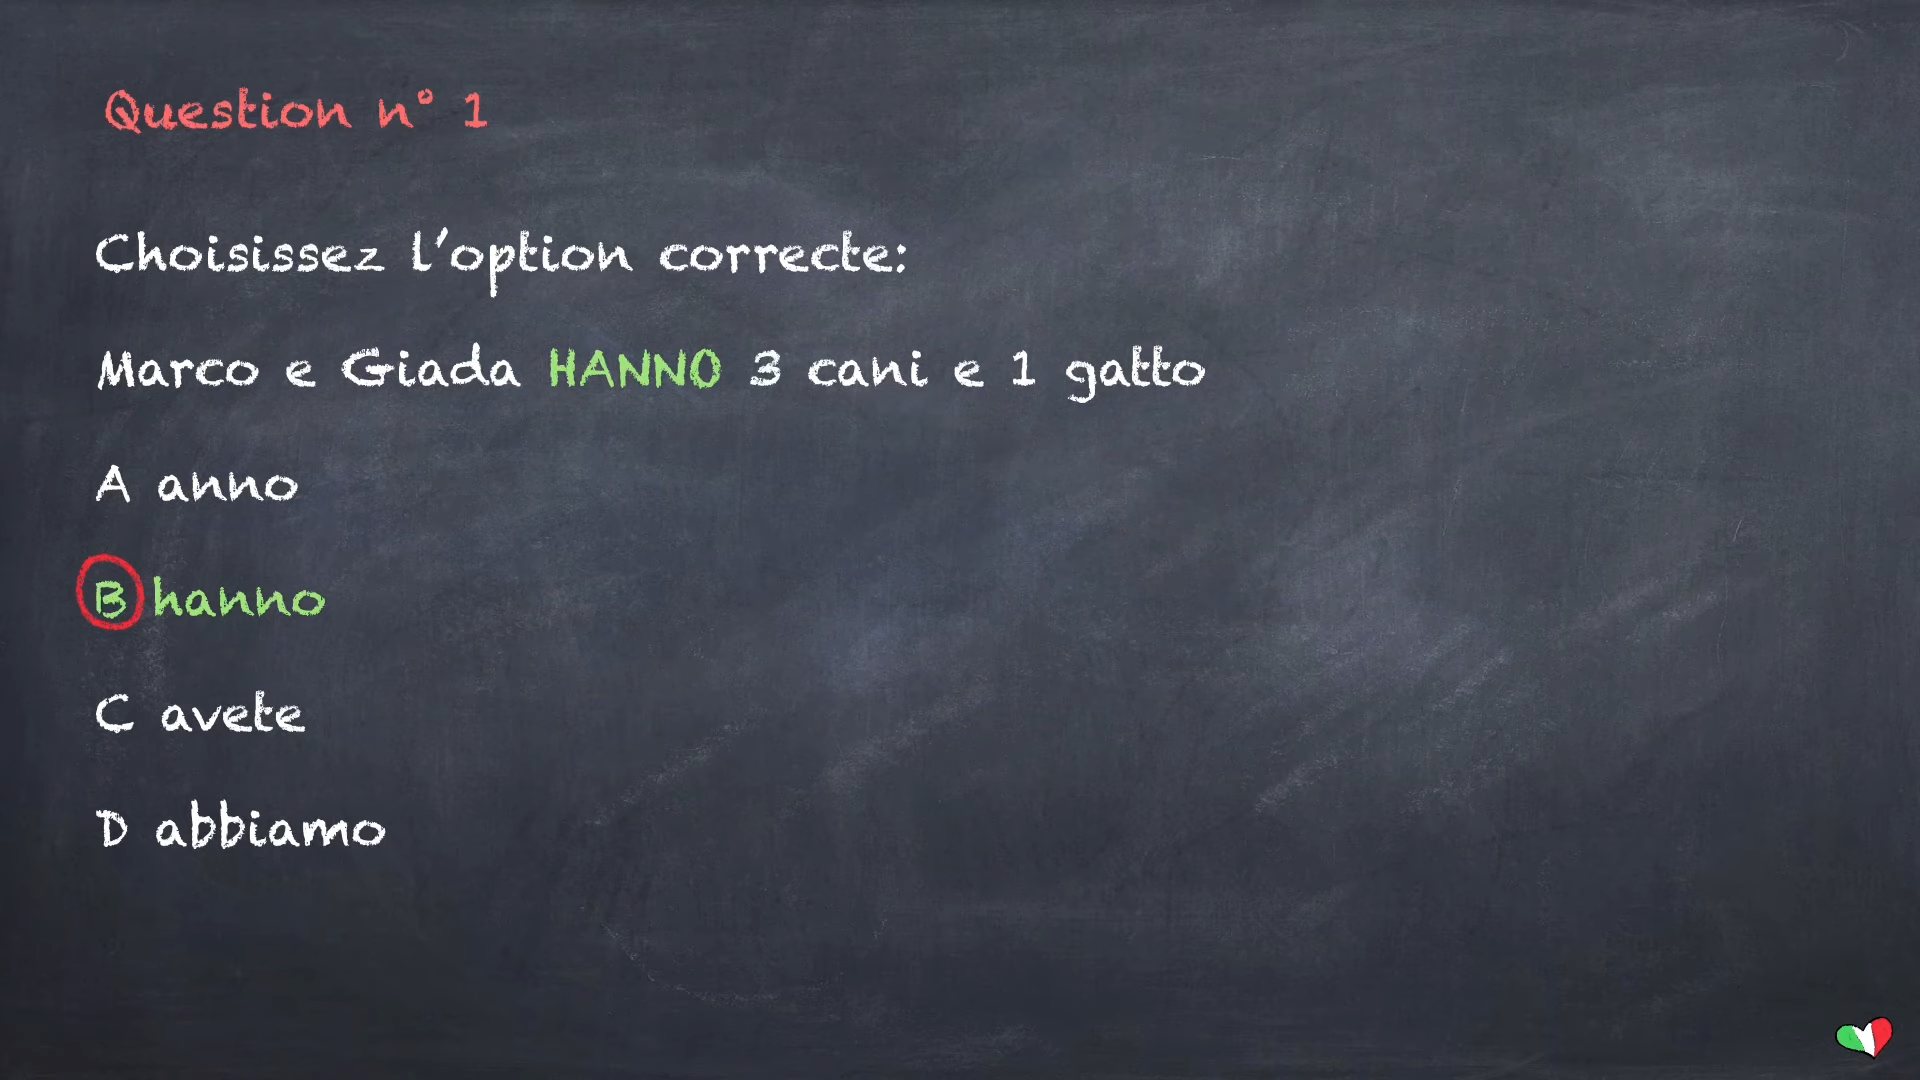 Question n° 1
Choisissez l'option correcte:
Marco e Giada HANNO 3 cani e 1 gatto
A anno
B hanno
C avete
D abbiamo